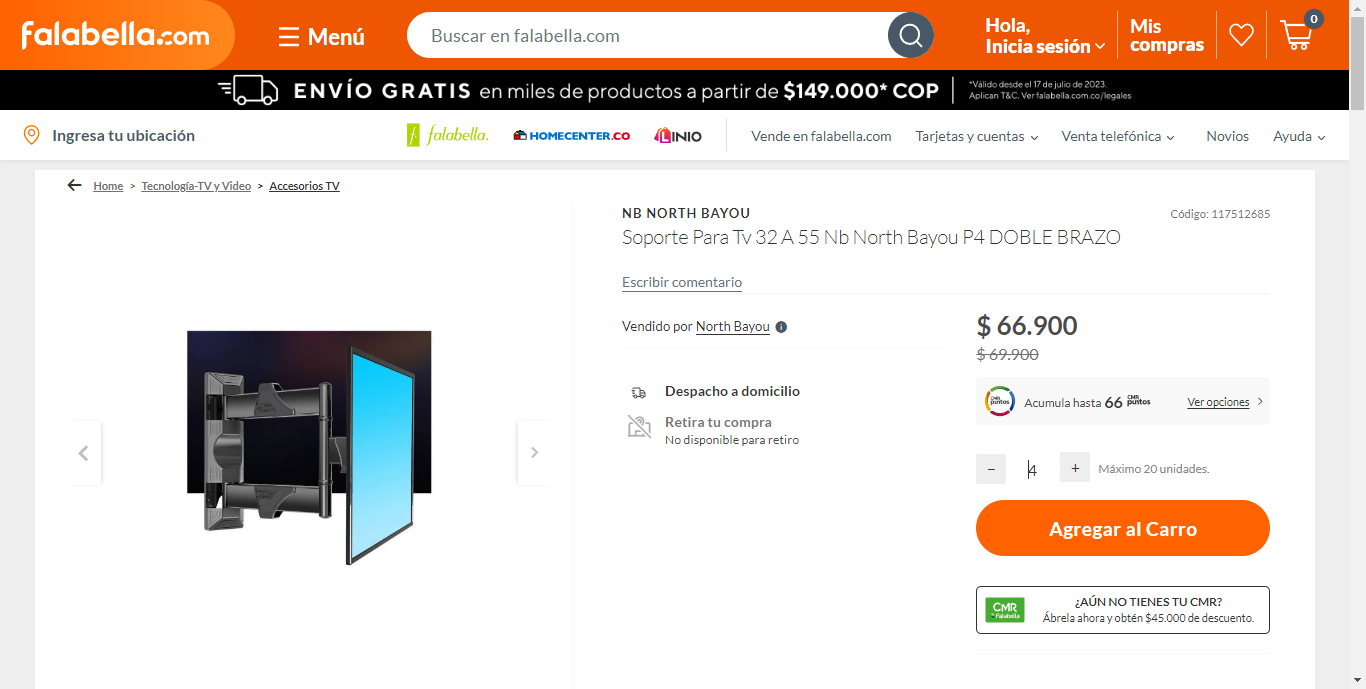 falabella.com
Menú
Buscar en falabella.com
Hola,
Inicia sesión
Mis
compras
0
ENVÍO GRATIS en miles de productos a partir de $149.000* COP
*Válido desde el 17 de julio de 2023.
Aplican T&C. Ver falabella.com.co/legales
Ingresa tu ubicación
f falabella.
HOMECENTER.CO
LINIO
Vende en falabella.com
Tarjetas y cuentas
Venta telefónica
Novios
Ayuda
Home > Tecnología-TV y Video > Accesorios TV
NB NORTH BAYOU
Código: 117512685
Soporte Para Tv 32 A 55 Nb North Bayou P4 DOBLE BRAZO
Escribir comentario
Vendido por North Bayou
$ 66.900
$ 69.900
Despacho a domicilio
Retira tu compra
No disponible para retiro
CMR puntos
Acumula hasta 66 CMR puntos
Ver opciones
− 4 + Máximo 20 unidades.
Agregar al Carro
CMR
Falabella
¿AÚN NO TIENES TU CMR?
Ábrela ahora y obtén $45.000 de descuento.